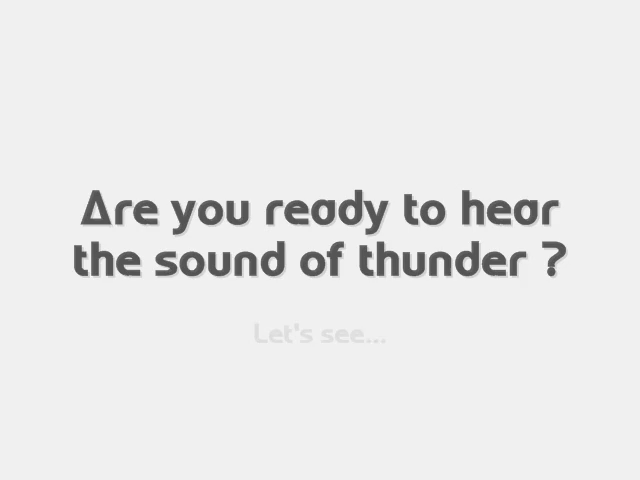 Are you ready to hear
the sound of thunder ?
Let's see...